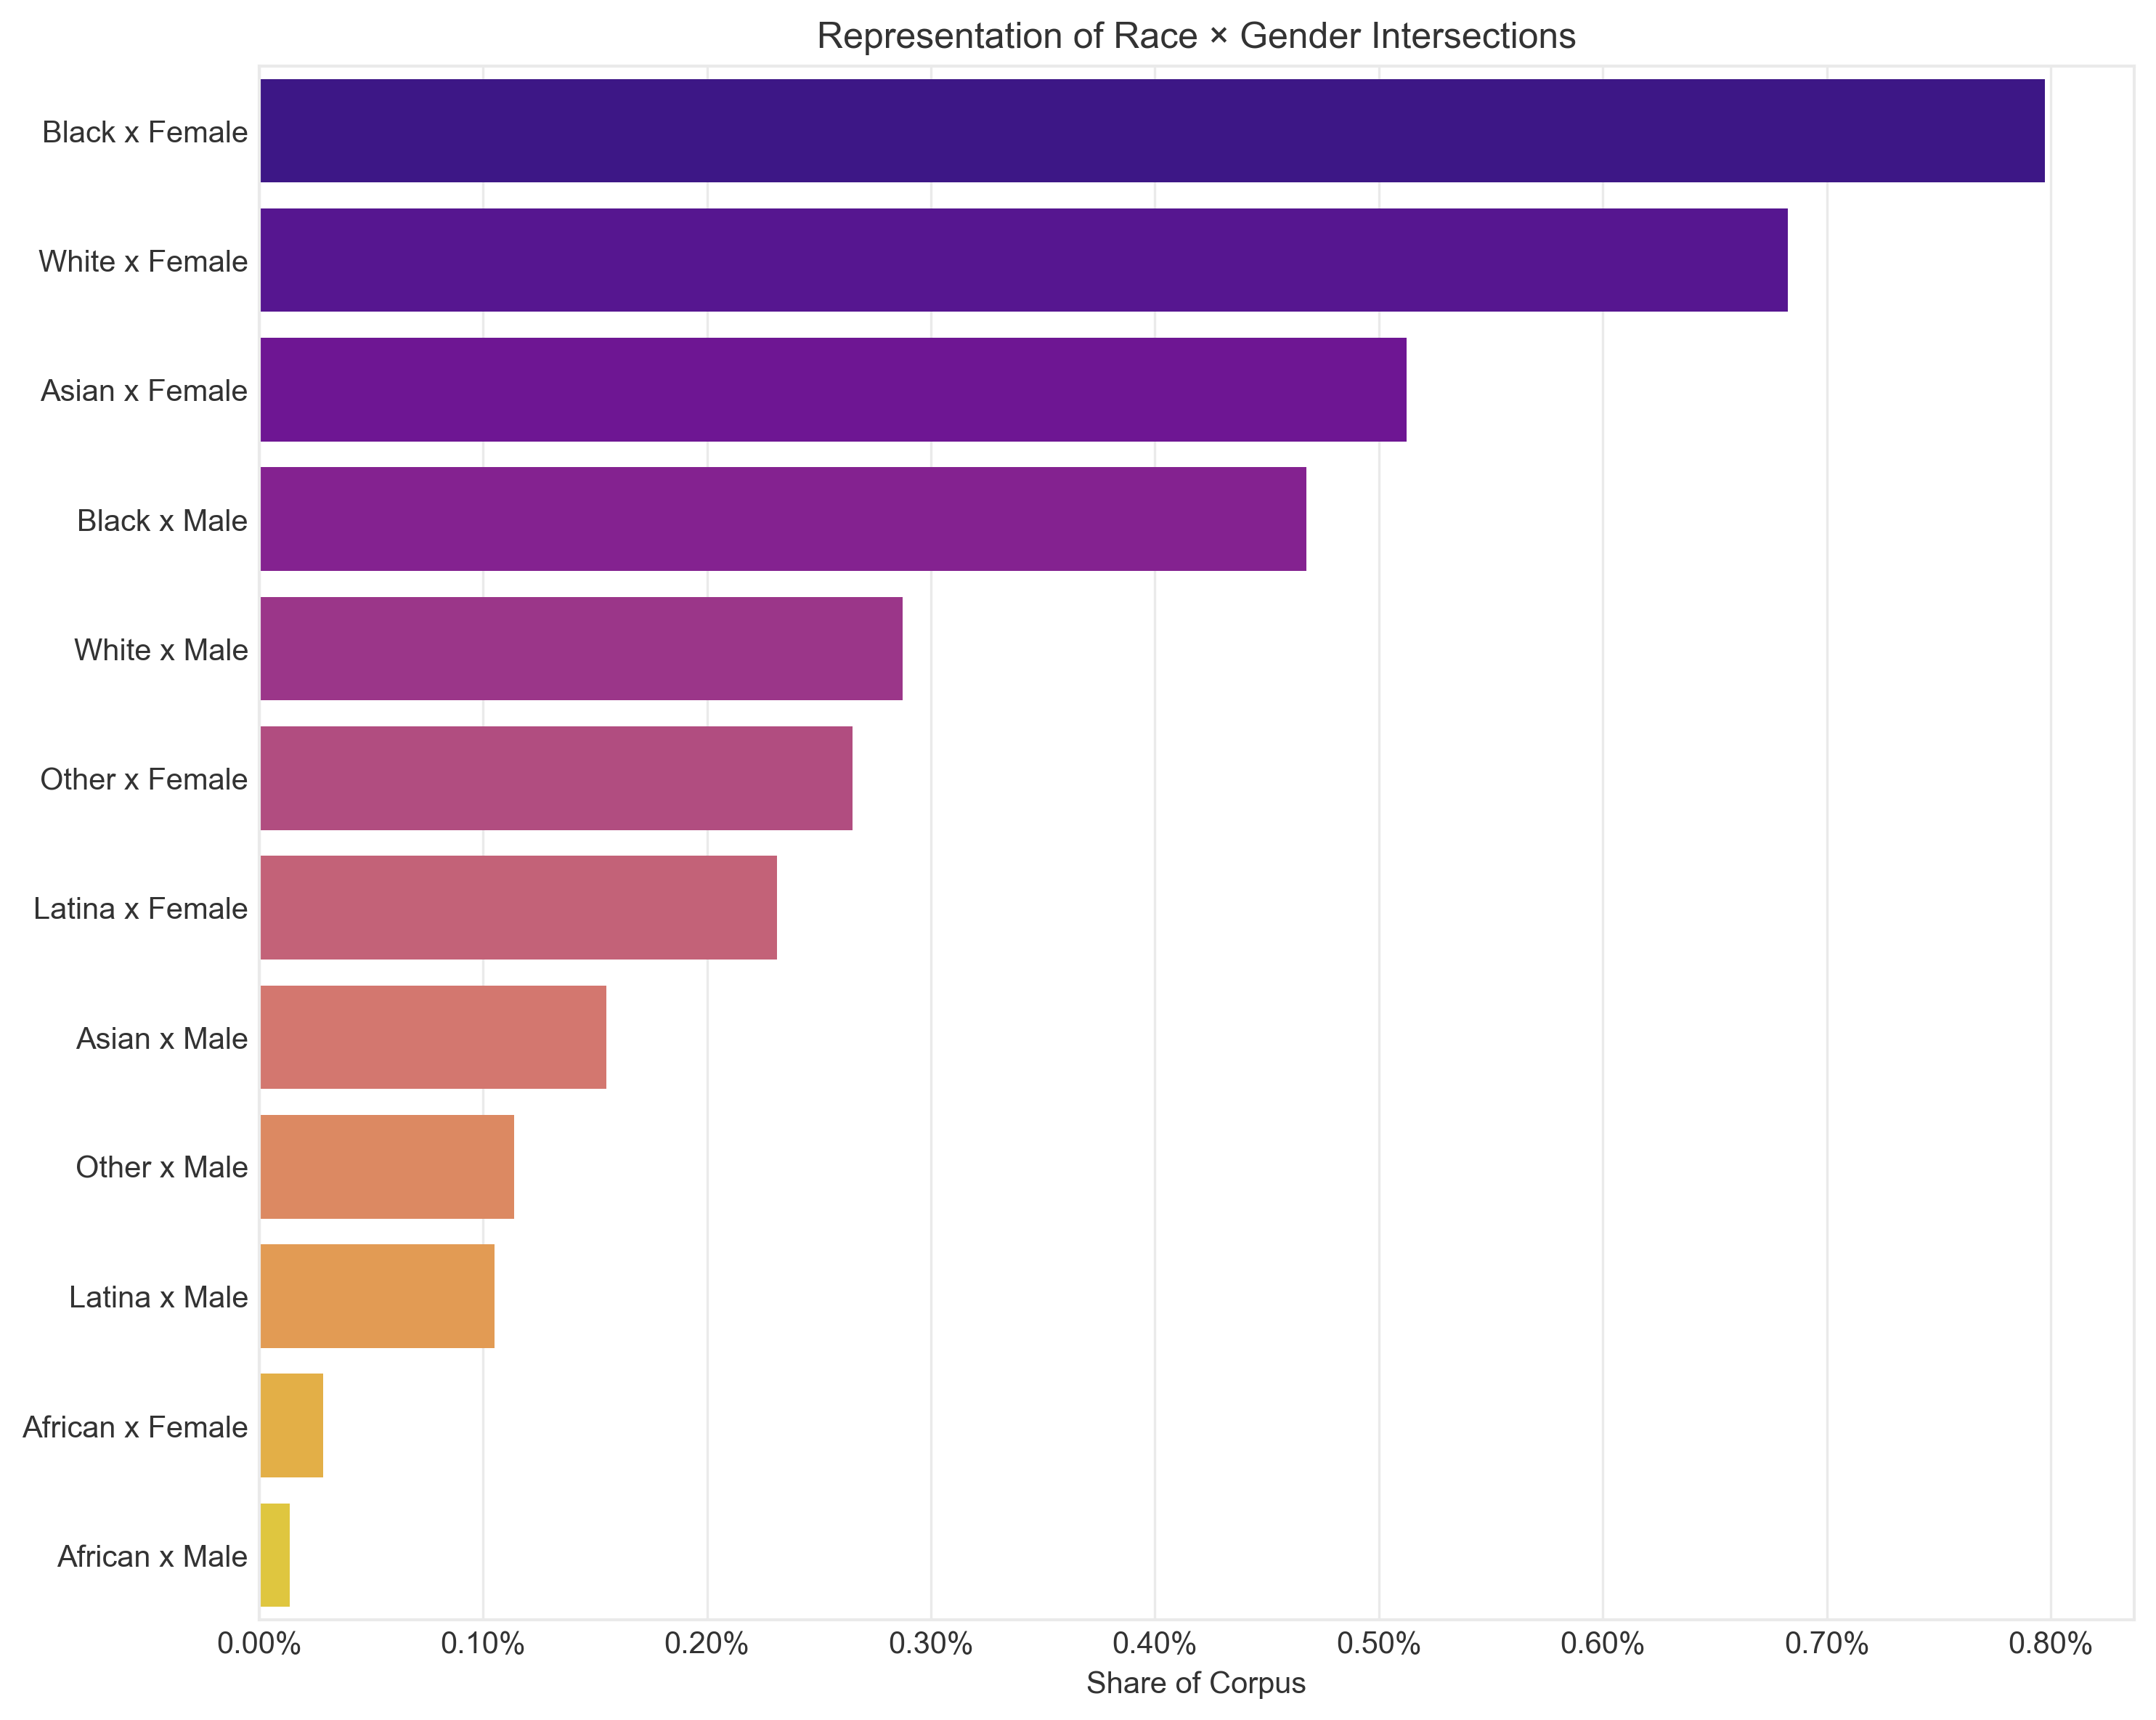 Representation of Race × Gender Intersections
Black x Female
White x Female
Asian x Female
Black x Male
White x Male
Other x Female
Latina x Female
Asian x Male
Other x Male
Latina x Male
African x Female
African x Male
0.00% 0.10% 0.20% 0.30% 0.40% 0.50% 0.60% 0.70% 0.80%
Share of Corpus